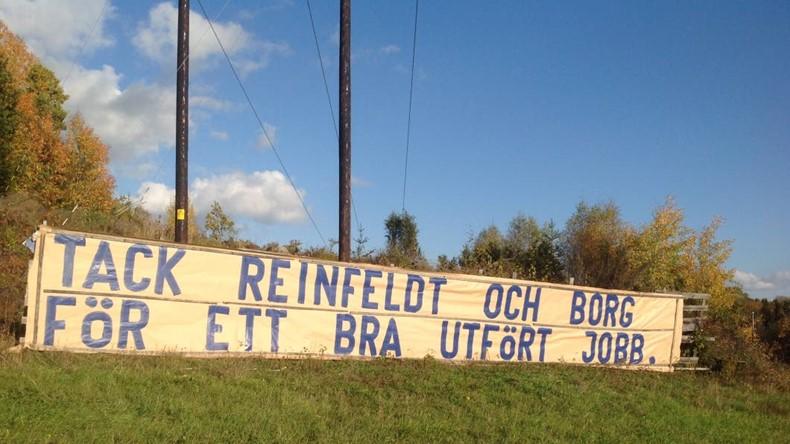 TACK REINFELDT OCH BORG
FÖR ETT BRA UTFÖRT JOBB.